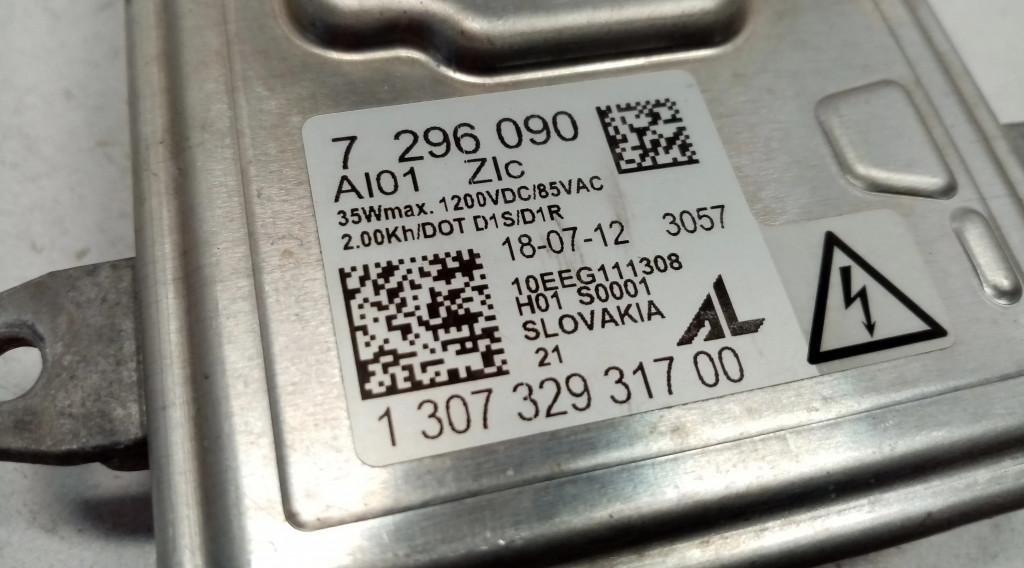 7 296 090
AI01 ZIc
35Wmax. 1200VDC/85VAC
2.00Kh/DOT D1S/D1R
18-07-12 3057
10EEG111308
H01 S0001
SLOVAKIA
21
AL
1 307 329 317 00